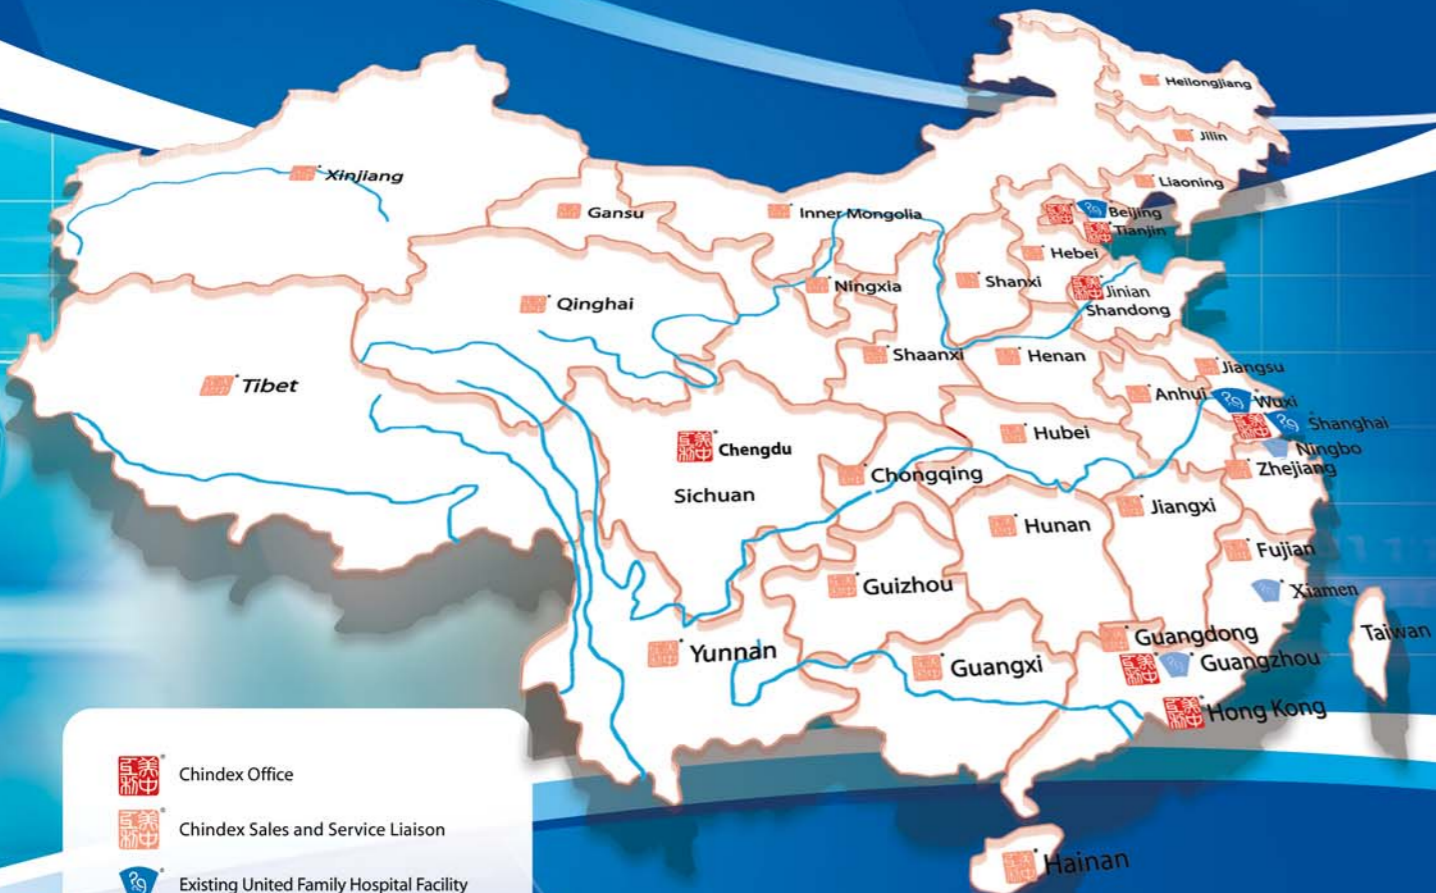 Heilongjiang
Jilin
Liaoning
Xinjiang
Gansu
Inner Mongolia
Beijing
Tianjin
Hebei
Ningxia
Shanxi
Jinian
Shandong
Qinghai
Shaanxi
Henan
Jiangsu
Tibet
Anhui
Wuxi
Shanghai
Hubei
Ningbo
Chengdu
Zhejiang
Chongqing
Sichuan
Jiangxi
Hunan
Fujian
Guizhou
Xiamen
Taiwan
Guangdong
Yunnan
Guangxi
Guangzhou
Hong Kong
Hainan
Chindex Office
Chindex Sales and Service Liaison
Existing United Family Hospital Facility